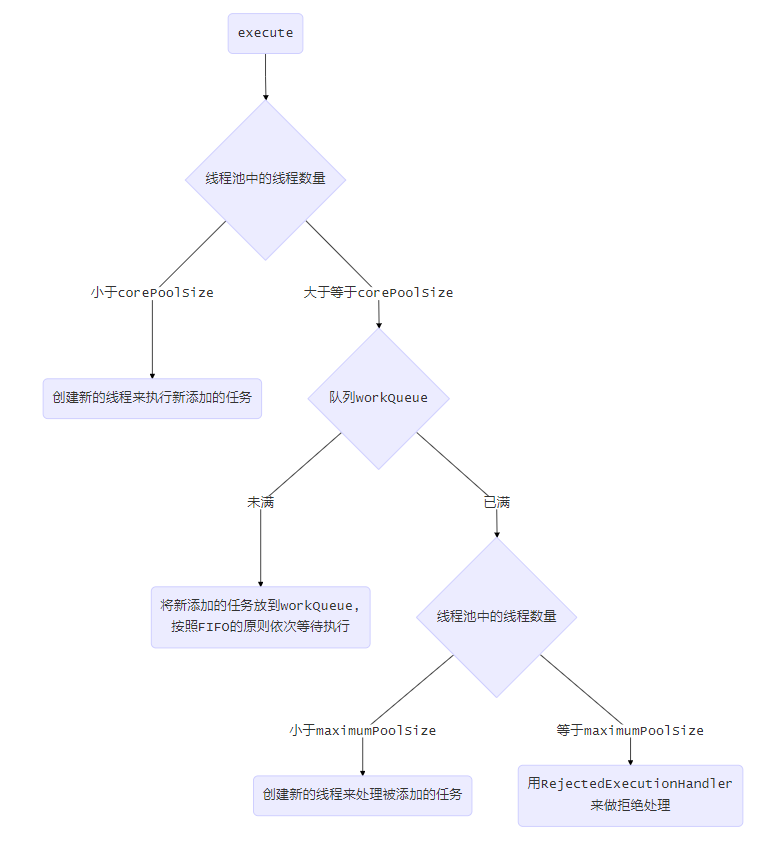 execute
线程池中的线程数量
小于corePoolSize
大于等于corePoolSize
创建新的线程来执行新添加的任务
队列workQueue
未满
已满
将新添加的任务放到workQueue,
按照FIFO的原则依次等待执行
线程池中的线程数量
小于maximumPoolSize
等于maximumPoolSize
创建新的线程来处理被添加的任务
用RejectedExecutionHandler
来做拒绝处理